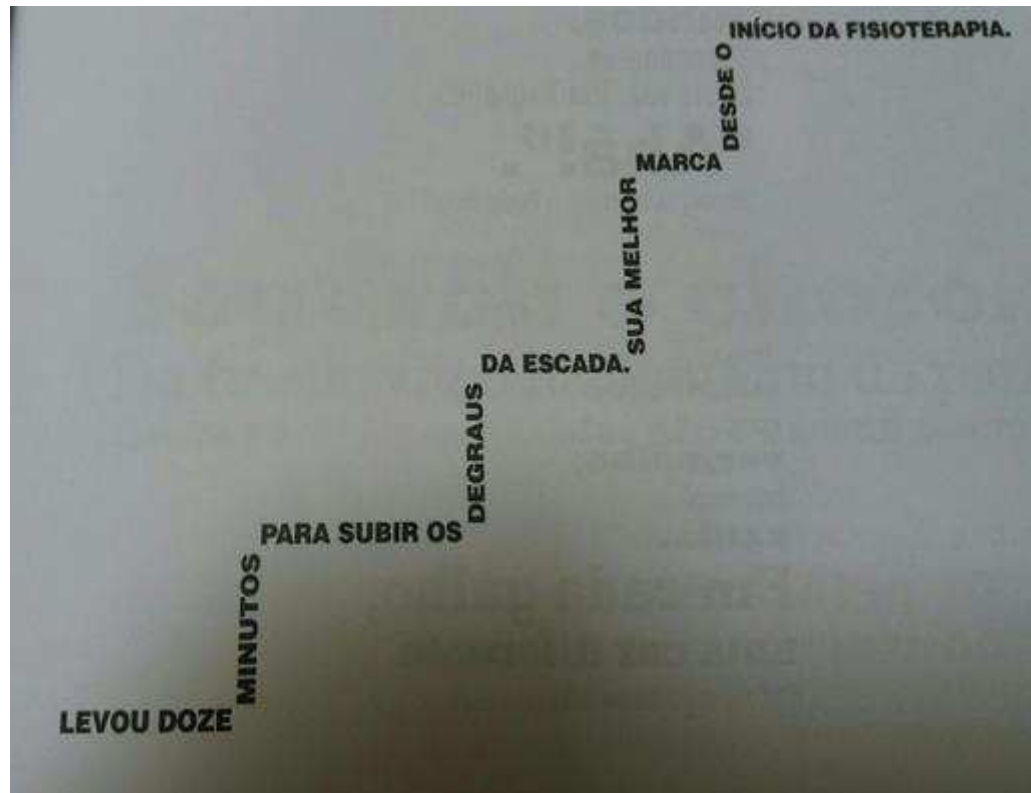 LEVOU DOZE
MINUTOS
PARA SUBIR OS
DEGRAUS
DA ESCADA.
SUA MELHOR
MARCA
DESDE O
INÍCIO DA FISIOTERAPIA.